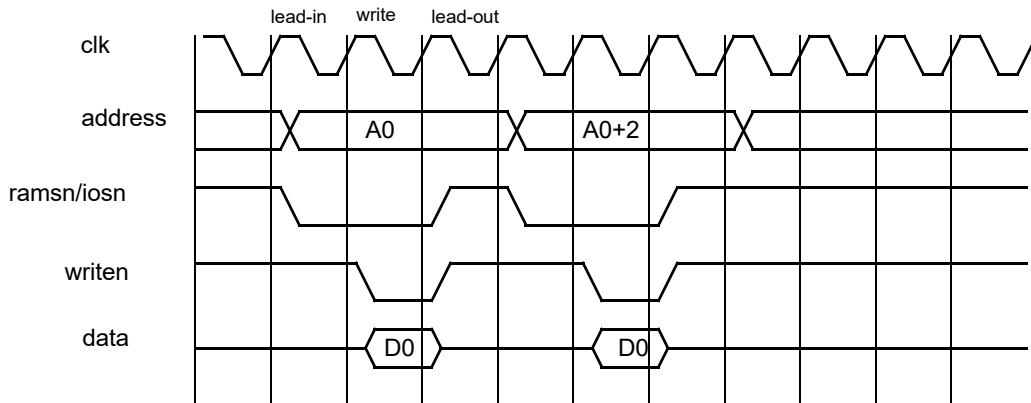 lead-in write lead-out
clk
address A0 A0+2
ramsn/iosn
writen
data D0 D0